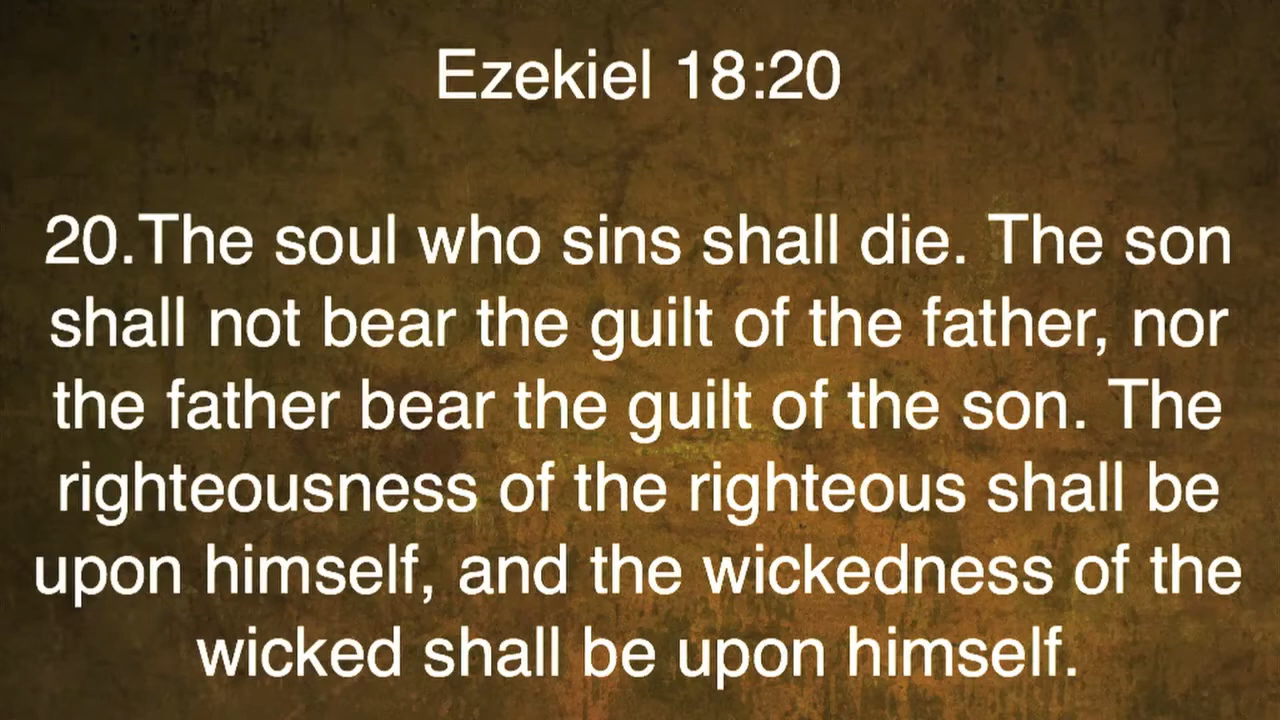 Ezekiel 18:20
20.The soul who sins shall die. The son
shall not bear the guilt of the father, nor
the father bear the guilt of the son. The
righteousness of the righteous shall be
upon himself, and the wickedness of the
wicked shall be upon himself.